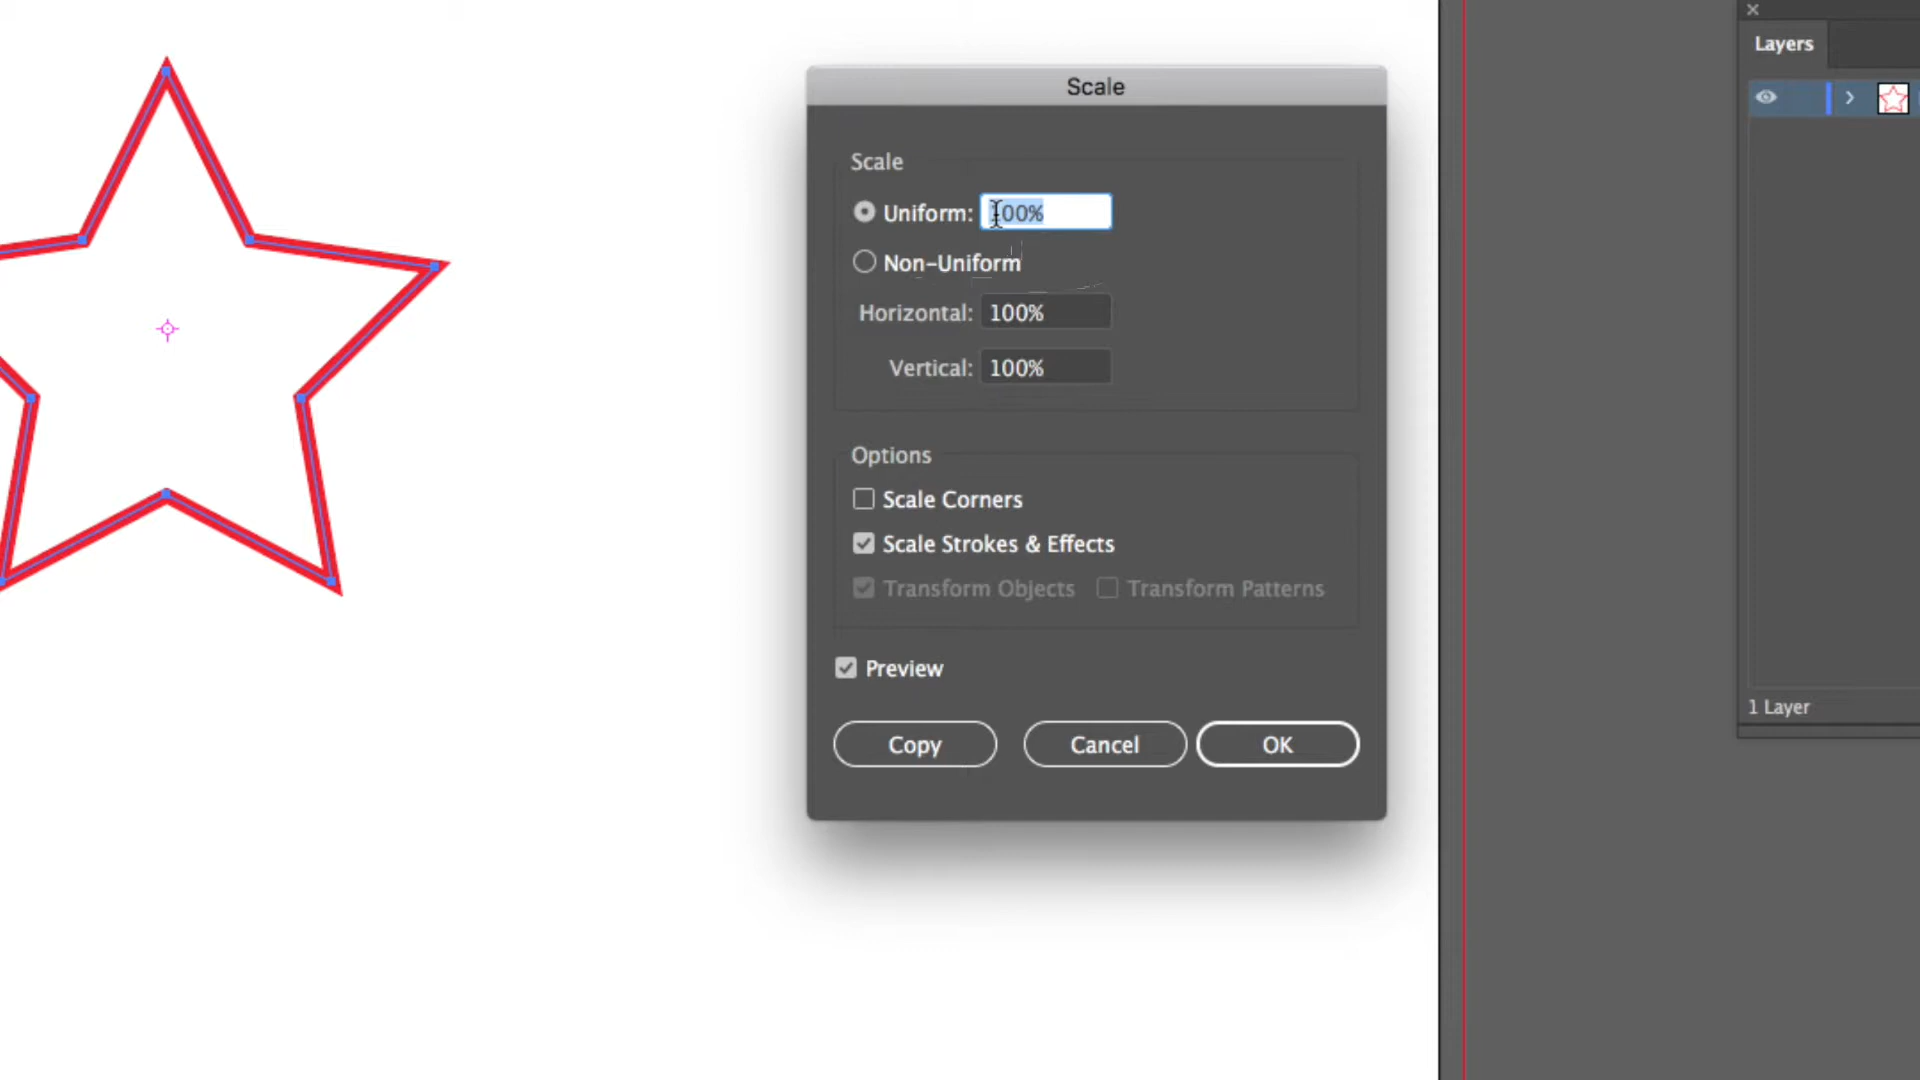 Layers
Scale
Scale
Uniform: 100%
Non-Uniform
Horizontal: 100%
Vertical: 100%
Options
Scale Corners
Scale Strokes & Effects
Transform Objects Transform Patterns
Preview
1 Layer
Copy Cancel OK